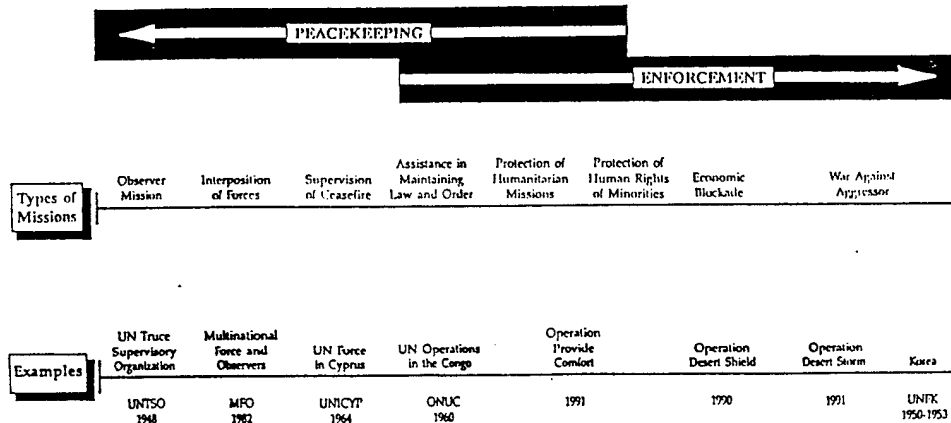 PEACEKEEPING
ENFORCEMENT
Types of
Missions
Observer
Mission
Interposition
of Forces
Supervision
of Ceasefire
Assistance in
Maintaining
Law and Order
Protection of
Humanitarian
Missions
Protection of
Human Rights
of Minorities
Economic
Blockade
War Against
Aggressor
Examples
UN Truce
Supervisory
Organization
Multinational
Force and
Observers
UN Force
in Cyprus
UN Operations
in the Congo
Operation
Provide
Comfort
Operation
Desert Shield
Operation
Desert Storm
Korea
UNTSO
1948
MFO
1982
UNICYP
1964
ONUC
1960
1991
1990
1991
UNFK
1950-1953